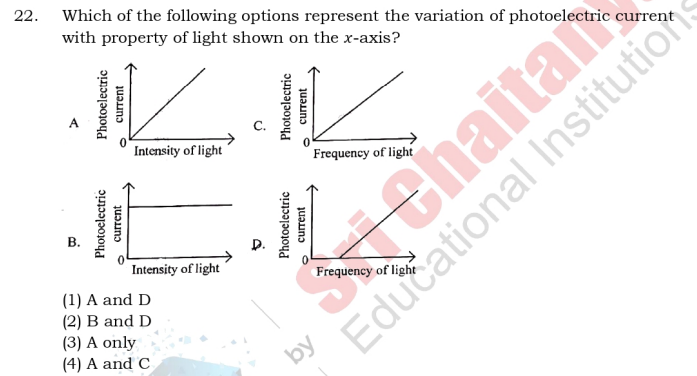 22. Which of the following options represent the variation of photoelectric current
with property of light shown on the x-axis?
A
Photoelectric
current
0
Intensity of light
C.
Photoelectric
current
0
Frequency of light
B.
Photoelectric
current
0
Intensity of light
D.
Photoelectric
current
0
Frequency of light
(1) A and D
(2) B and D
(3) A only
(4) A and C
by
Sri Chaitanya
Educational Institutions